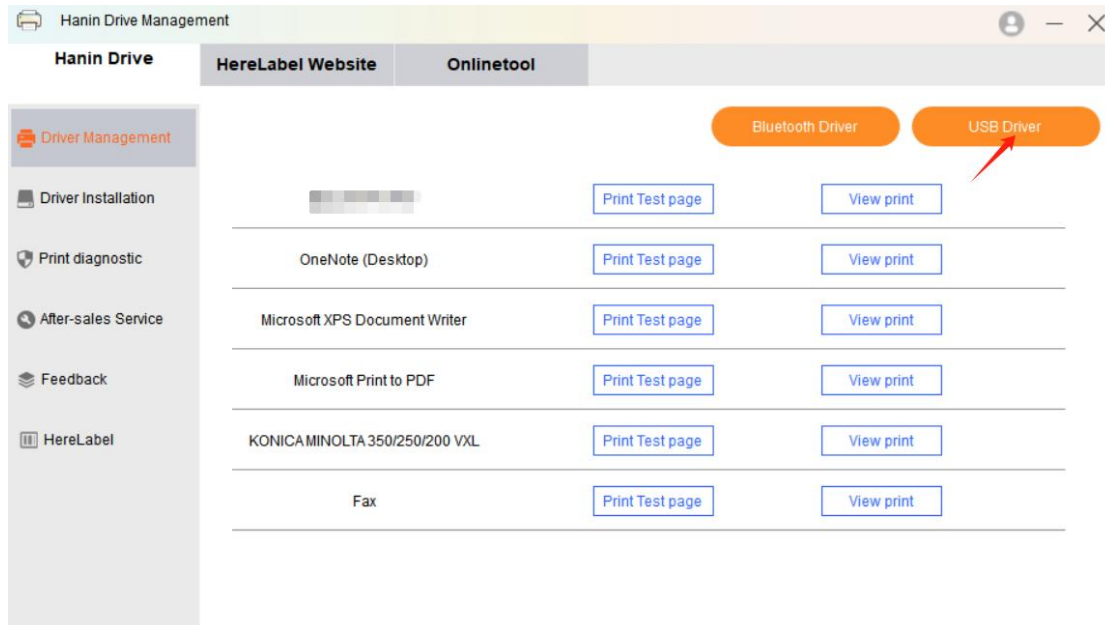 Hanin Drive Management
Hanin Drive
HereLabel Website
Onlinetool
Driver Management
Driver Installation
Print diagnostic
After-sales Service
Feedback
HereLabel
Bluetooth Driver
USB Driver
Print Test page
View print
OneNote (Desktop)
Print Test page
View print
Microsoft XPS Document Writer
Print Test page
View print
Microsoft Print to PDF
Print Test page
View print
KONICA MINOLTA 350/250/200 VXL
Print Test page
View print
Fax
Print Test page
View print